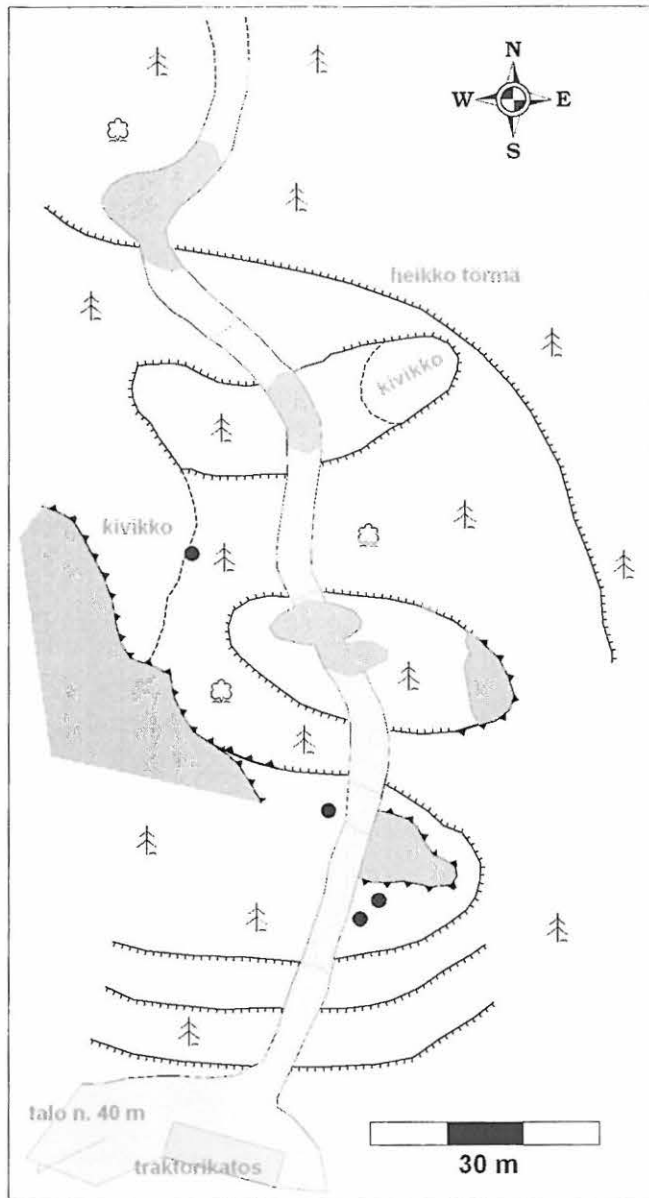 N
W E
S
heikko törmä
kivikko
kivikko
talo n. 40 m
traktorikatos
30 m